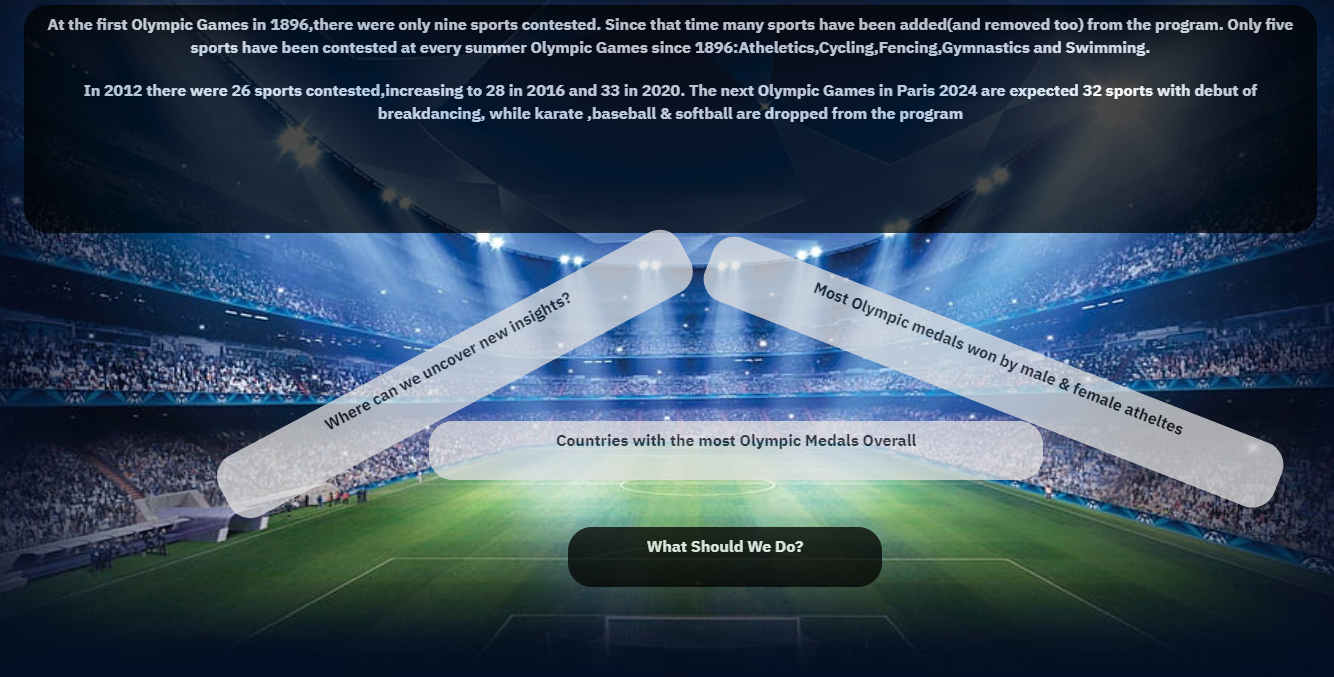 At the first Olympic Games in 1896,there were only nine sports contested. Since that time many sports have been added(and removed too) from the program. Only five
sports have been contested at every summer Olympic Games since 1896:Atheletics,Cycling,Fencing,Gymnastics and Swimming.
In 2012 there were 26 sports contested,increasing to 28 in 2016 and 33 in 2020. The next Olympic Games in Paris 2024 are expected 32 sports with debut of
breakdancing, while karate ,baseball & softball are dropped from the program
Where can we uncover new insights?
Most Olympic medals won by male & female atheltes
Countries with the most Olympic Medals Overall
What Should We Do?